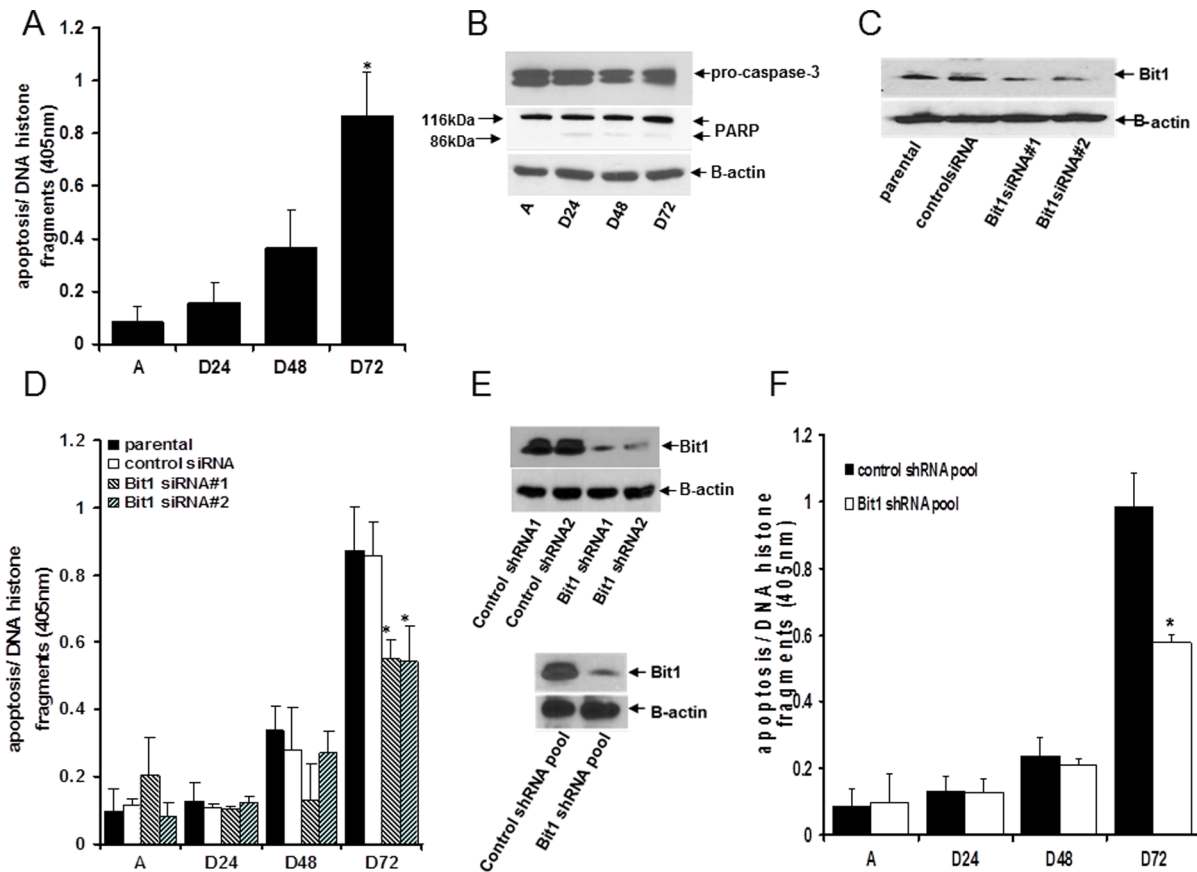 A
1.2
1
0.8
0.6
0.4
0.2
0
apoptosis/ DNA histone
fragments (405nm)
*
A D24 D48 D72
B
pro-caspase-3
116kDa
86kDa
PARP
B-actin
A D24 D48 D72
C
Bit1
B-actin
parental
controlsiRNA
Bit1siRNA#1
Bit1siRNA#2
D
parental
control siRNA
Bit1 siRNA#1
Bit1 siRNA#2
1.2
1
0.8
0.6
0.4
0.2
0
apoptosis/ DNA histone
fragments (405nm)
* *
A D24 D48 D72
E
Bit1
B-actin
Control shRNA1
Control shRNA2
Bit1 shRNA1
Bit1 shRNA2
Bit1
B-actin
Control shRNA pool
Bit1 shRNA pool
F
control shRNA pool
Bit1 shRNA pool
1.2
1
0.8
0.6
0.4
0.2
0
apoptosis/DNA histone
fragments (405nm)
*
A D24 D48 D72